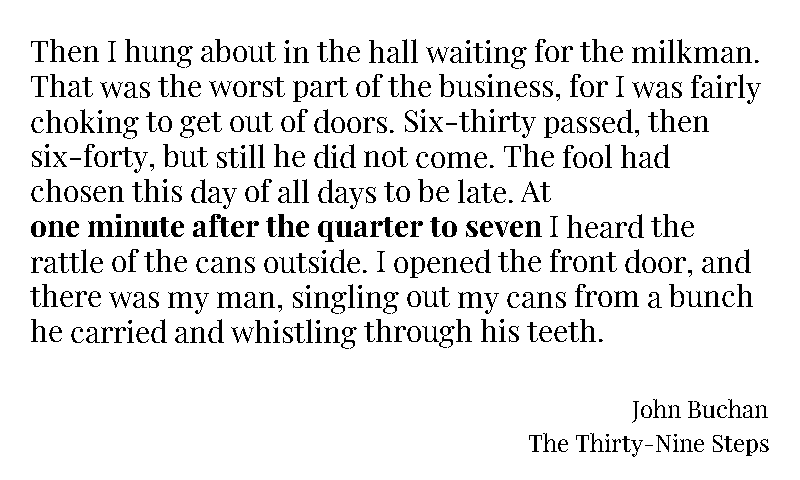 Then I hung about in the hall waiting for the milkman.
That was the worst part of the business, for I was fairly
choking to get out of doors. Six-thirty passed, then
six-forty, but still he did not come. The fool had
chosen this day of all days to be late. At
one minute after the quarter to seven I heard the
rattle of the cans outside. I opened the front door, and
there was my man, singling out my cans from a bunch
he carried and whistling through his teeth.
John Buchan
The Thirty-Nine Steps